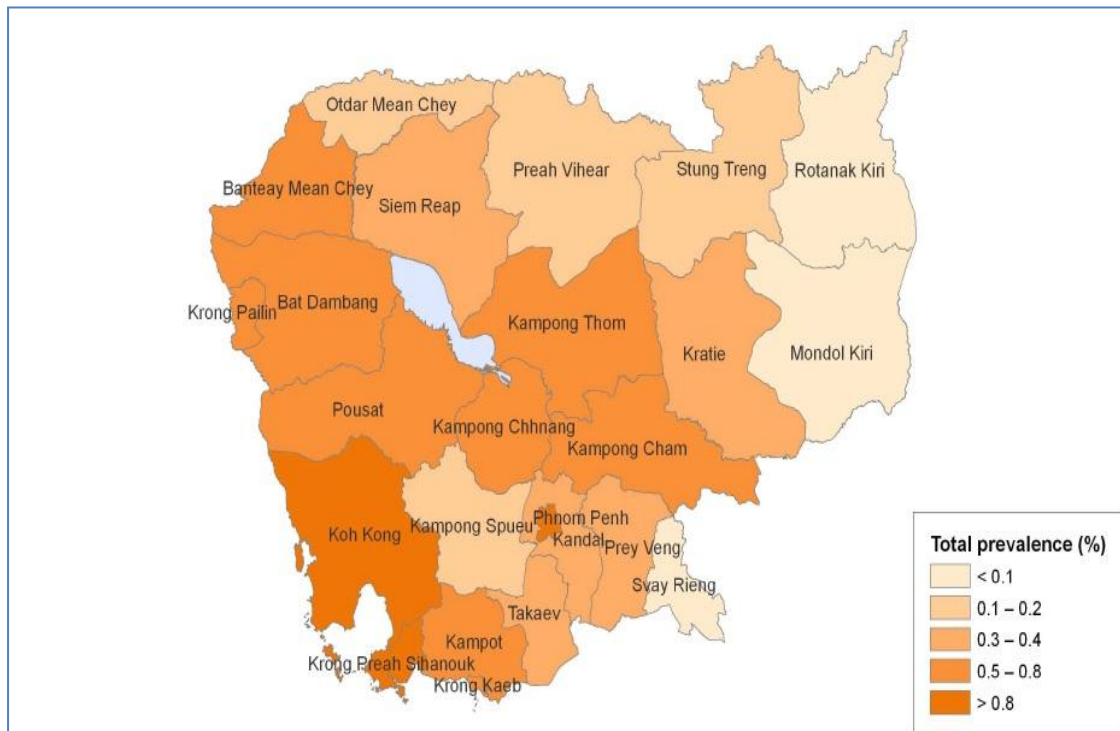 Otdar Mean Chey
Preah Vihear
Stung Treng
Rotanak Kiri
Banteay Mean Chey
Siem Reap
Krong Pailin
Bat Dambang
Kampong Thom
Kratie
Mondol Kiri
Pousat
Kampong Chhnang
Kampong Cham
Koh Kong
Kampong Spueu
Phnom Penh
Kandal
Prey Veng
Svay Rieng
Takaev
Kampot
Krong Preah Sihanouk
Krong Kaeb
Total prevalence (%)
< 0.1
0.1 – 0.2
0.3 – 0.4
0.5 – 0.8
> 0.8